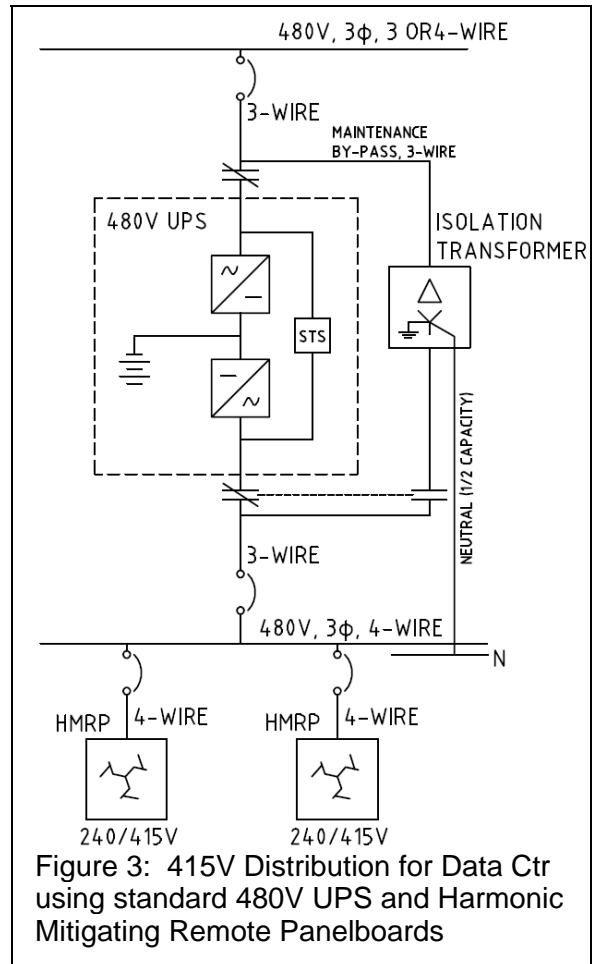 480V, 3ɸ, 3 OR4-WIRE
3-WIRE
MAINTENANCE
BY-PASS, 3-WIRE
480V UPS
ISOLATION
TRANSFORMER
STS
NEUTRAL (1/2 CAPACITY)
3-WIRE
480V, 3ɸ, 4-WIRE
N
HMRP
4-WIRE
HMRP
4-WIRE
240/415V
240/415V
Figure 3: 415V Distribution for Data Ctr
using standard 480V UPS and Harmonic
Mitigating Remote Panelboards